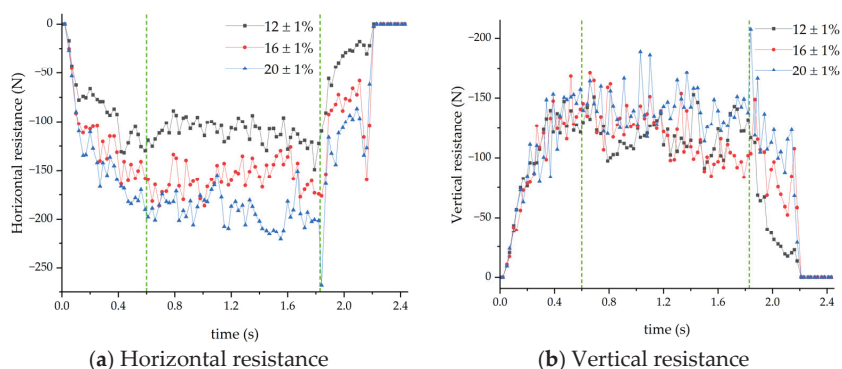 12 ± 1%
16 ± 1%
20 ± 1%
−0
−50
−100
−150
−200
−250
Horizontal resistance (N)
0.0 0.4 0.8 1.2 1.6 2.0 2.4
time (s)
(a) Horizontal resistance
12 ± 1%
16 ± 1%
20 ± 1%
−200
−150
−100
−50
0
Vertical resistance (N)
0.0 0.4 0.8 1.2 1.6 2.0 2.4
time (s)
(b) Vertical resistance